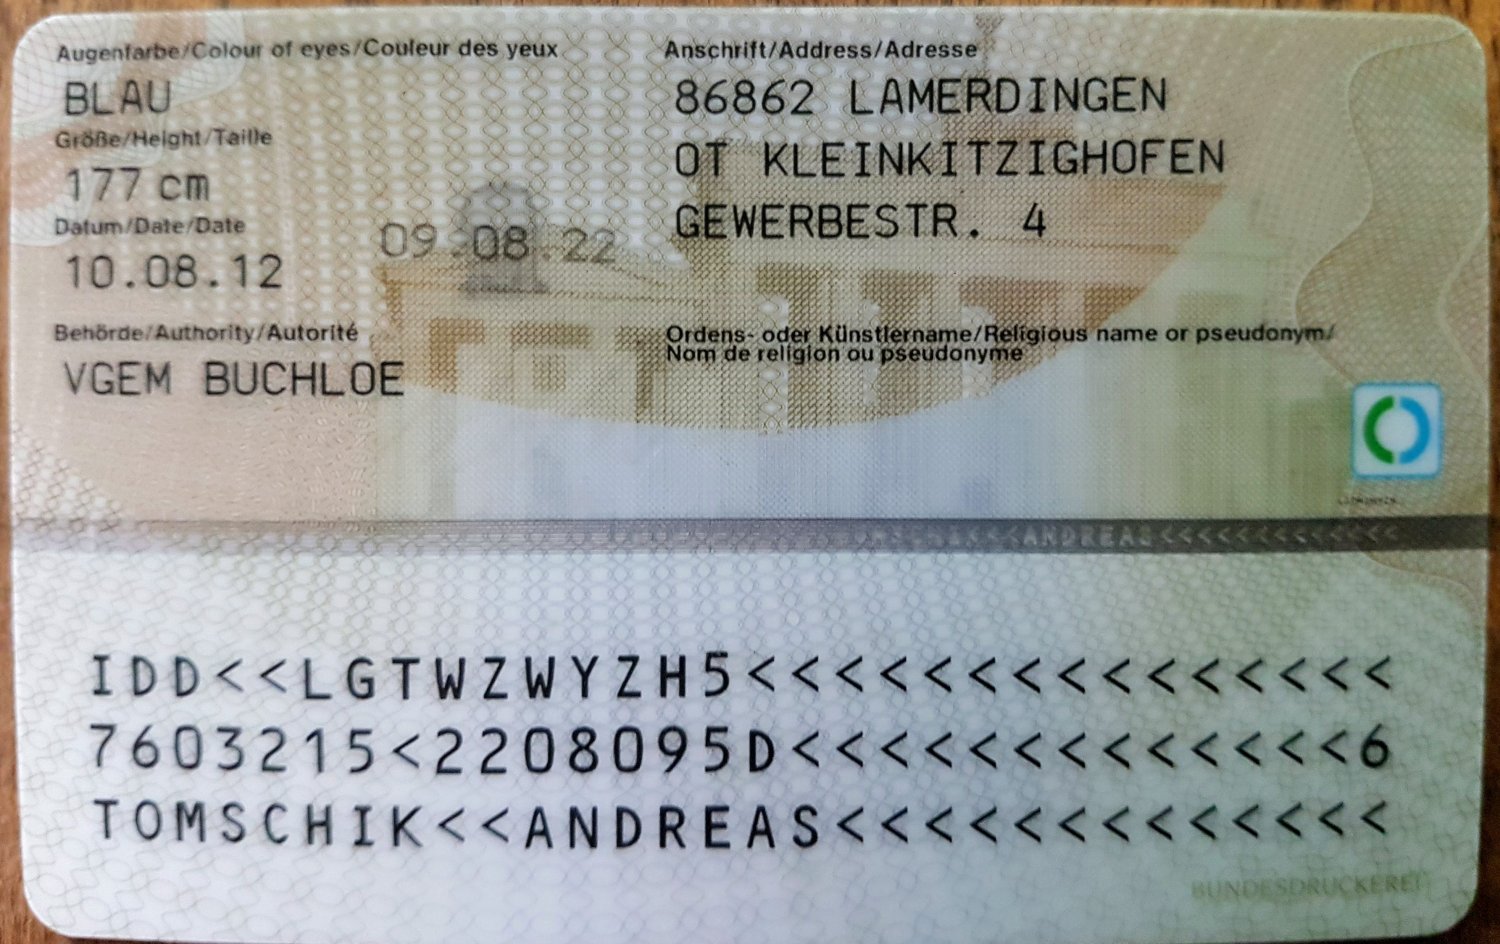 Augenfarbe/Colour of eyes/Couleur des yeux
BLAU
Größe/Height/Taille
177 cm
Datum/Date/Date
10.08.12
09.08.22
Behörde/Authority/Autorité
VGEM BUCHLOE
Anschrift/Address/Adresse
86862 LAMERDINGEN
OT KLEINKITZIGHOFEN
GEWERBESTR. 4
Ordens- oder Künstlername/Religious name or pseudonym/
Nom de religion ou pseudonyme
<<ANDREAS<<<<<<<<<<<<<<
IDD<<LGTWZWYZH5<<<<<<<<<<<<<<<
7603215<2208095D<<<<<<<<<<<<<6
TOMSCHIK<<ANDREAS<<<<<<<<<<<<<
BUNDESDRUCKEREI